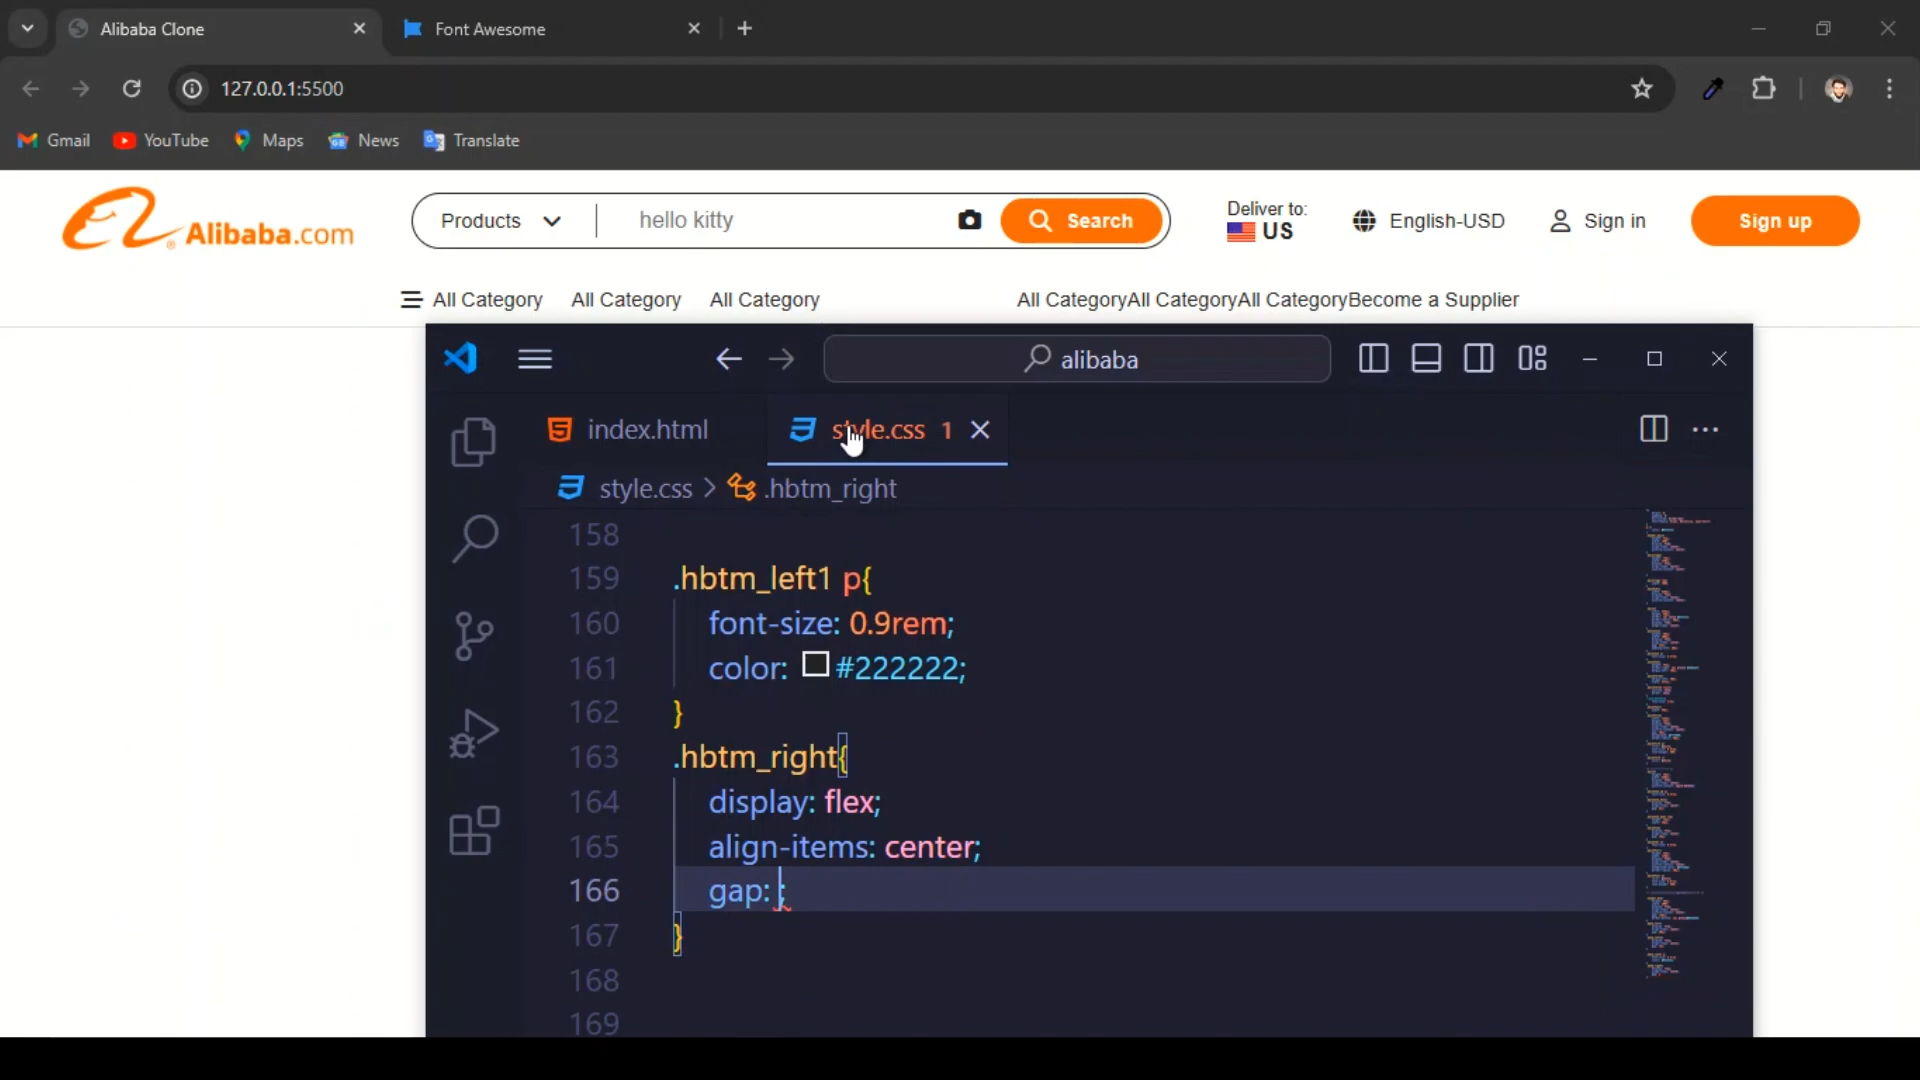 Alibaba Clone
Font Awesome
127.0.0.1:5500
Gmail YouTube Maps News Translate
Alibaba.com
Products
hello kitty
Search
Deliver to:
US
English-USD
Sign in
Sign up
All Category All Category All Category
All CategoryAll CategoryAll CategoryBecome a Supplier
alibaba
index.html
style.css 1
style.css > .hbtm_right
158
159 .hbtm_left1 p{
160 font-size: 0.9rem;
161 color: #222222;
162 }
163 .hbtm_right{
164 display: flex;
165 align-items: center;
166 gap: ;
167 }
168
169